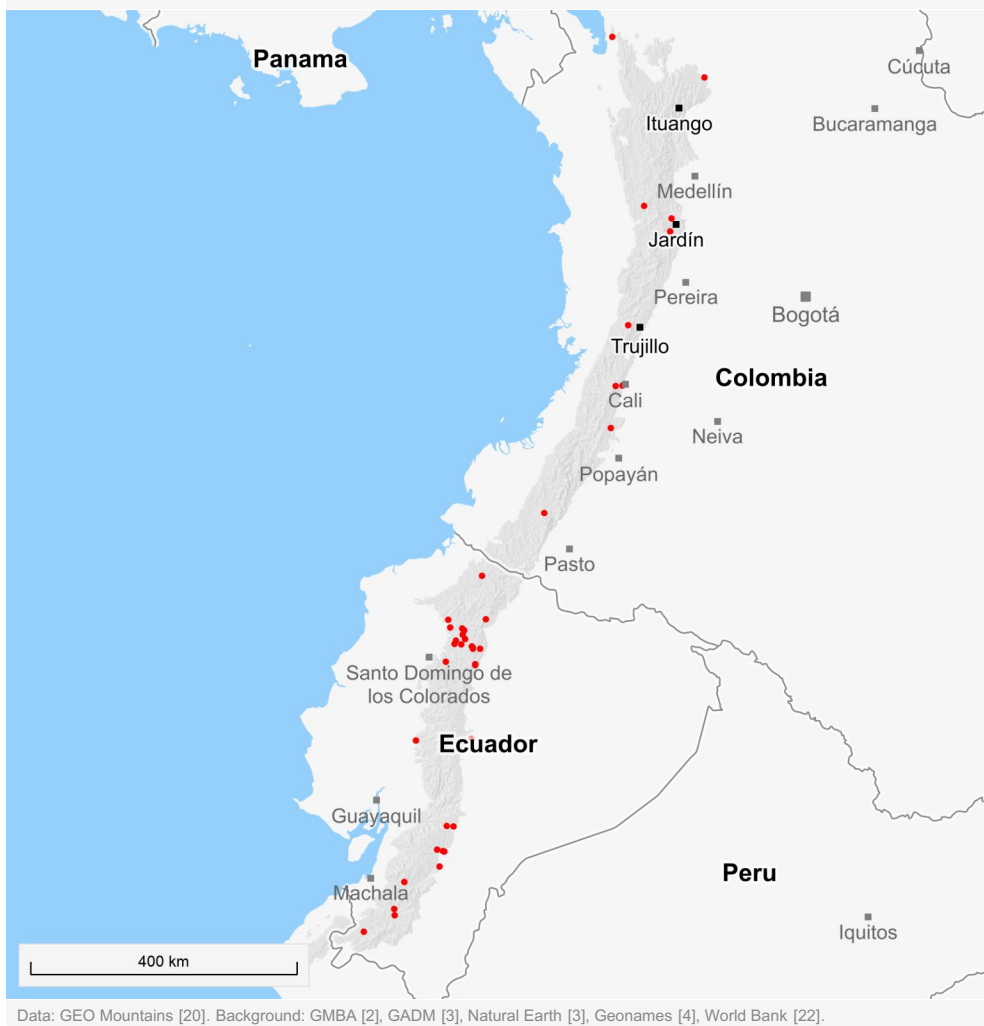 Panama
Cúcuta
Ituango
Bucaramanga
Medellín
Jardín
Pereira
Bogotá
Trujillo
Colombia
Cali
Neiva
Popayán
Pasto
Santo Domingo de
los Colorados
Ecuador
Guayaquil
Peru
Machala
Iquitos
400 km
Data: GEO Mountains [20]. Background: GMBA [2], GADM [3], Natural Earth [3], Geonames [4], World Bank [22].